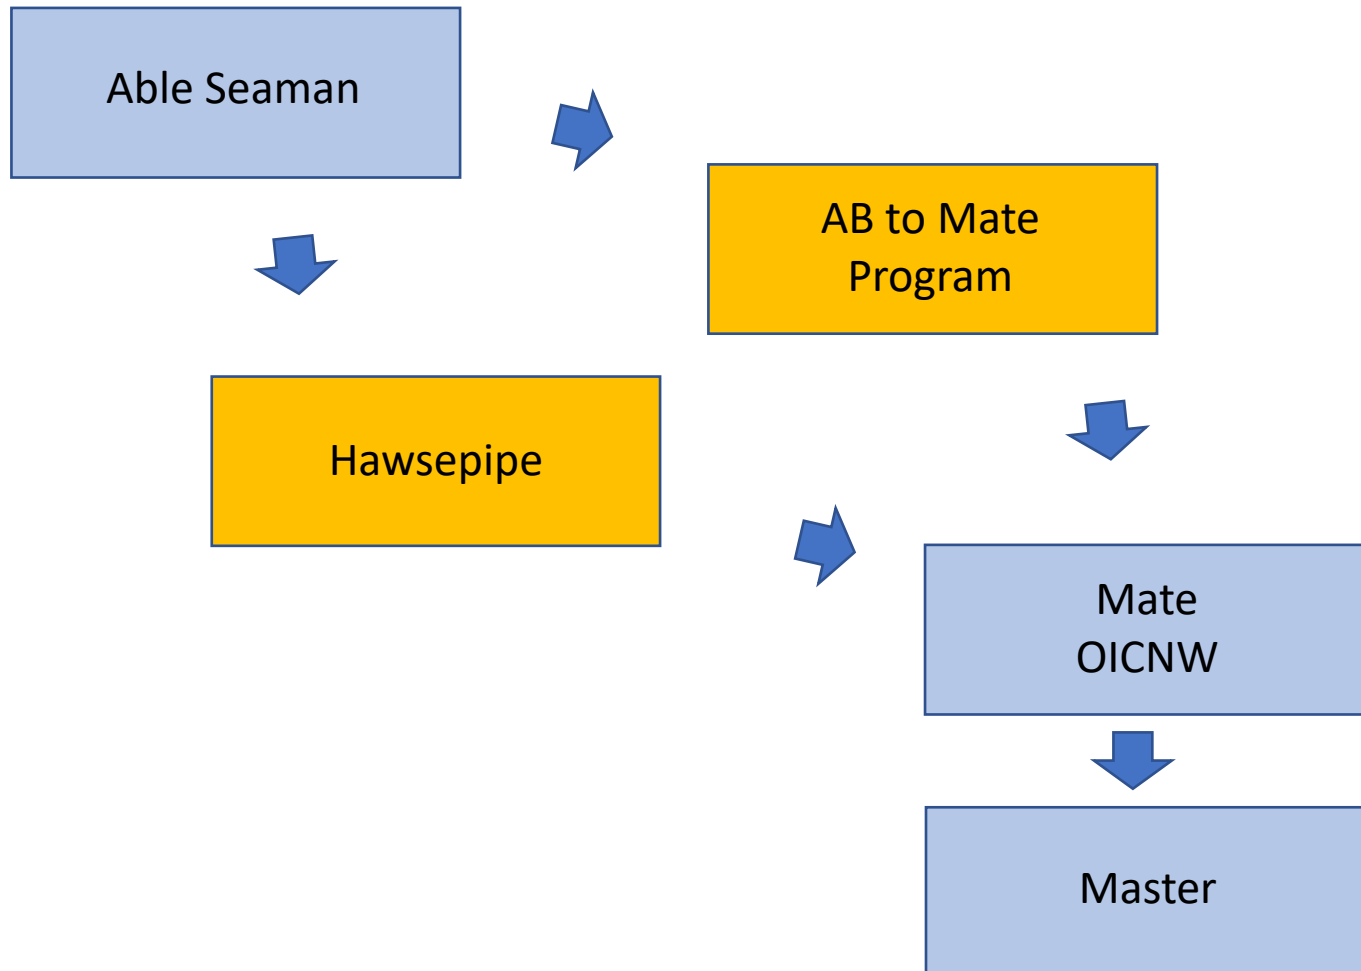 Able Seaman
AB to Mate
Program
Hawsepipe
Mate
OICNW
Master